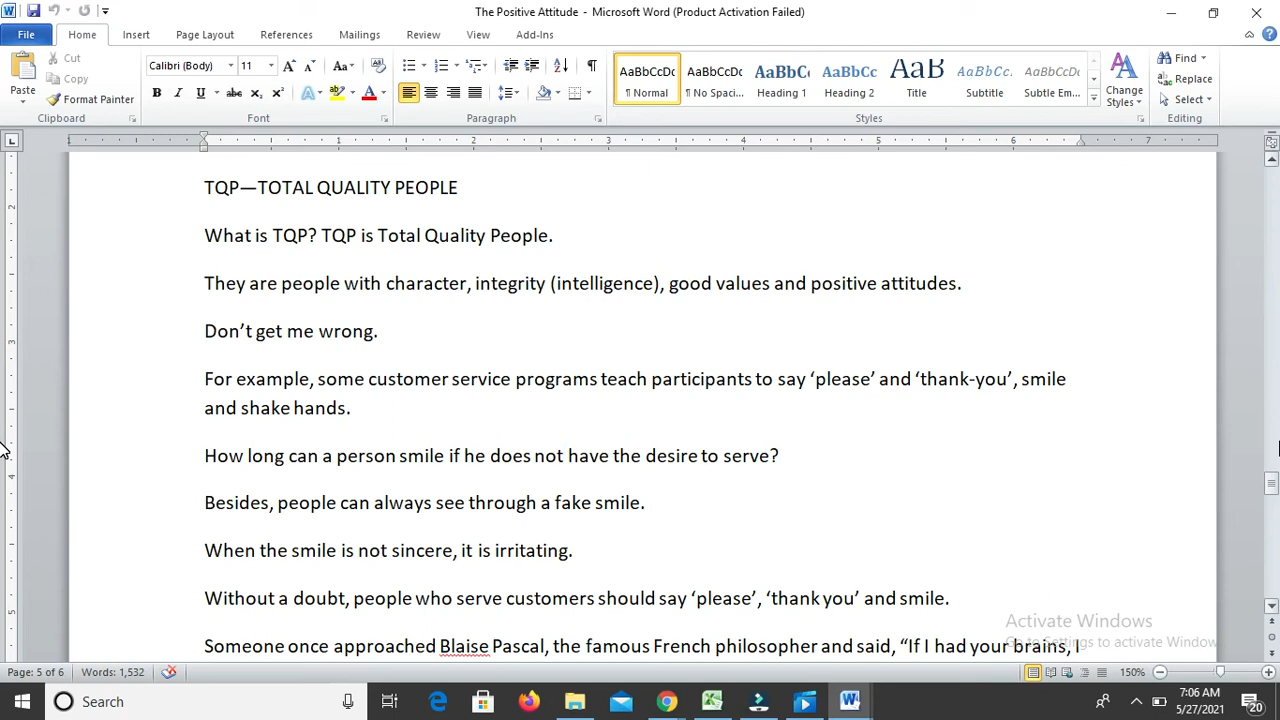 The Positive Attitude - Microsoft Word (Product Activation Failed)
File Home Insert Page Layout References Mailings Review View Add-Ins
Paste
Cut
Copy
Format Painter
Clipboard
Calibri (Body) 11
Font
Paragraph
AaBbCcDc AaBbCcDc AaBbC AaBbCc AaB AaBbCc. AaBbCcD
¶ Normal ¶ No Spaci... Heading 1 Heading 2 Title Subtitle Subtle Em...
Change Styles
Styles
Find
Replace
Select
Editing
TQP—TOTAL QUALITY PEOPLE
What is TQP? TQP is Total Quality People.
They are people with character, integrity (intelligence), good values and positive attitudes.
Don’t get me wrong.
For example, some customer service programs teach participants to say ‘please’ and ‘thank-you’, smile
and shake hands.
How long can a person smile if he does not have the desire to serve?
Besides, people can always see through a fake smile.
When the smile is not sincere, it is irritating.
Without a doubt, people who serve customers should say ‘please’, ‘thank you’ and smile.
Someone once approached Blaise Pascal, the famous French philosopher and said, “If I had your brains, I
Activate Windows
Go to Settings to activate Window
Page: 5 of 6 Words: 1,532
150%
Search
7:06 AM
5/27/2021
20